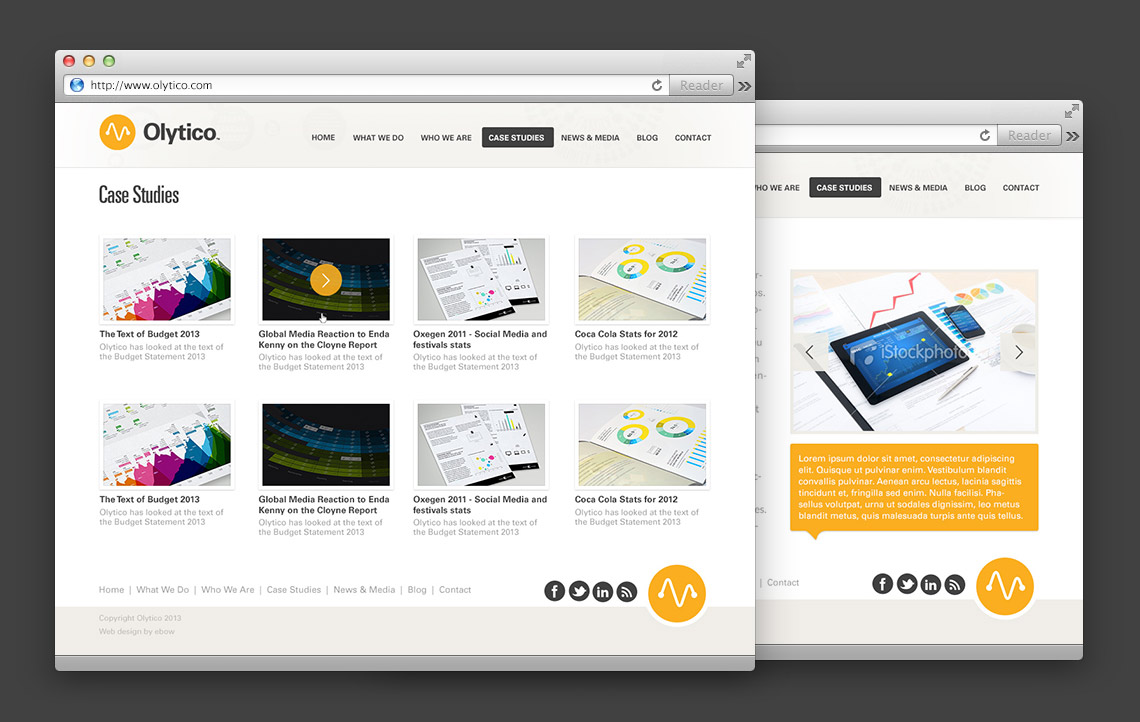 http://www.olytico.com
Reader
Olytico™
HOME WHAT WE DO WHO WE ARE CASE STUDIES NEWS & MEDIA BLOG CONTACT
Case Studies
The Text of Budget 2013
Olytico has looked at the text of
the Budget Statement 2013
Global Media Reaction to Enda
Kenny on the Cloyne Report
Olytico has looked at the text of
the Budget Statement 2013
Oxegen 2011 - Social Media and
festivals stats
Olytico has looked at the text of
the Budget Statement 2013
Coca Cola Stats for 2012
Olytico has looked at the text of
the Budget Statement 2013
The Text of Budget 2013
Olytico has looked at the text of
the Budget Statement 2013
Global Media Reaction to Enda
Kenny on the Cloyne Report
Olytico has looked at the text of
the Budget Statement 2013
Oxegen 2011 - Social Media and
festivals stats
Olytico has looked at the text of
the Budget Statement 2013
Coca Cola Stats for 2012
Olytico has looked at the text of
the Budget Statement 2013
Home | What We Do | Who We Are | Case Studies | News & Media | Blog | Contact
Copyright Olytico 2013
Web design by ebow
Reader
HO WE ARE CASE STUDIES NEWS & MEDIA BLOG CONTACT
iStockphoto
Lorem ipsum dolor sit amet, consectetur adipiscing
elit. Quisque ut pulvinar enim. Vestibulum blandit
convallis pulvinar. Aenean arcu lectus, lacinia sagittis
tincidunt et, fringilla sed enim. Nulla facilisi. Pha-
sellus volutpat, urna ut sodales dignissim, leo metus
blandit metus, quis malesuada turpis ante quis tellus.
| Contact